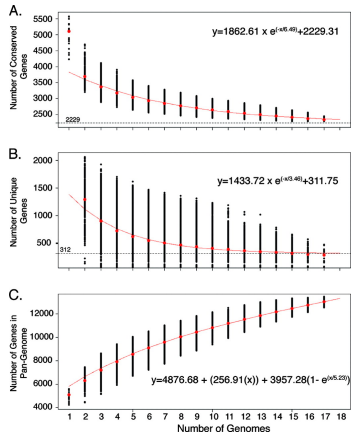 A.
y=1862.61 x e(-x/6.49)+2229.31
Number of Conserved
Genes
5500
5000
4500
4000
3500
3000
2500
2000
2229
B.
y=1433.72 x e(-x/3.46)+311.75
Number of Unique
Genes
2000
1500
1000
500
312
C.
Number of Genes in
Pan-Genome
12000
10000
8000
6000
4000
y=4876.68 + (256.91(x)) + 3957.28(1- e(x/5.23))
1 2 3 4 5 6 7 8 9 10 11 12 13 14 15 16 17 18
Number of Genomes